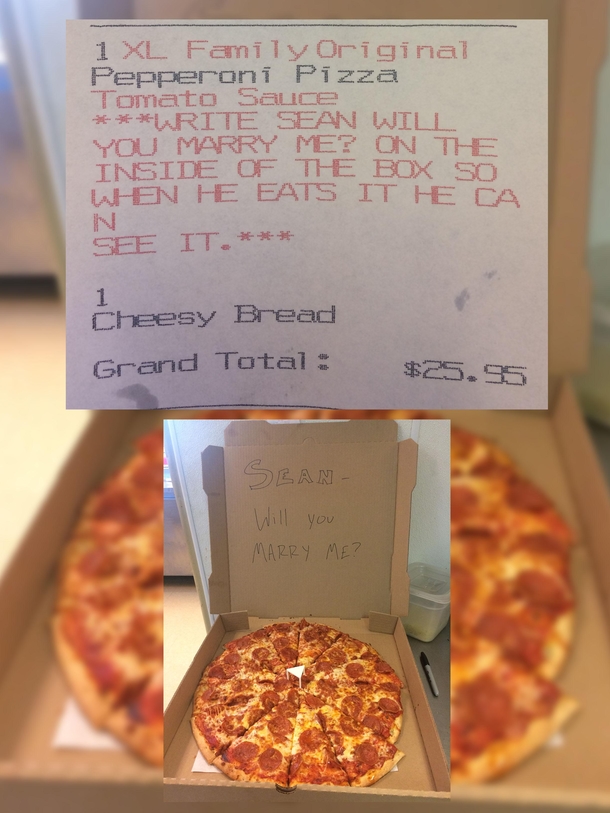 1 XL Family Original
Pepperoni Pizza
Tomato Sauce
***WRITE SEAN WILL
YOU MARRY ME? ON THE
INSIDE OF THE BOX SO
WHEN HE EATS IT HE CA
N
SEE IT.***
1
Cheesy Bread
Grand Total: $25.95
SEAN-
Will you
MARRY ME?